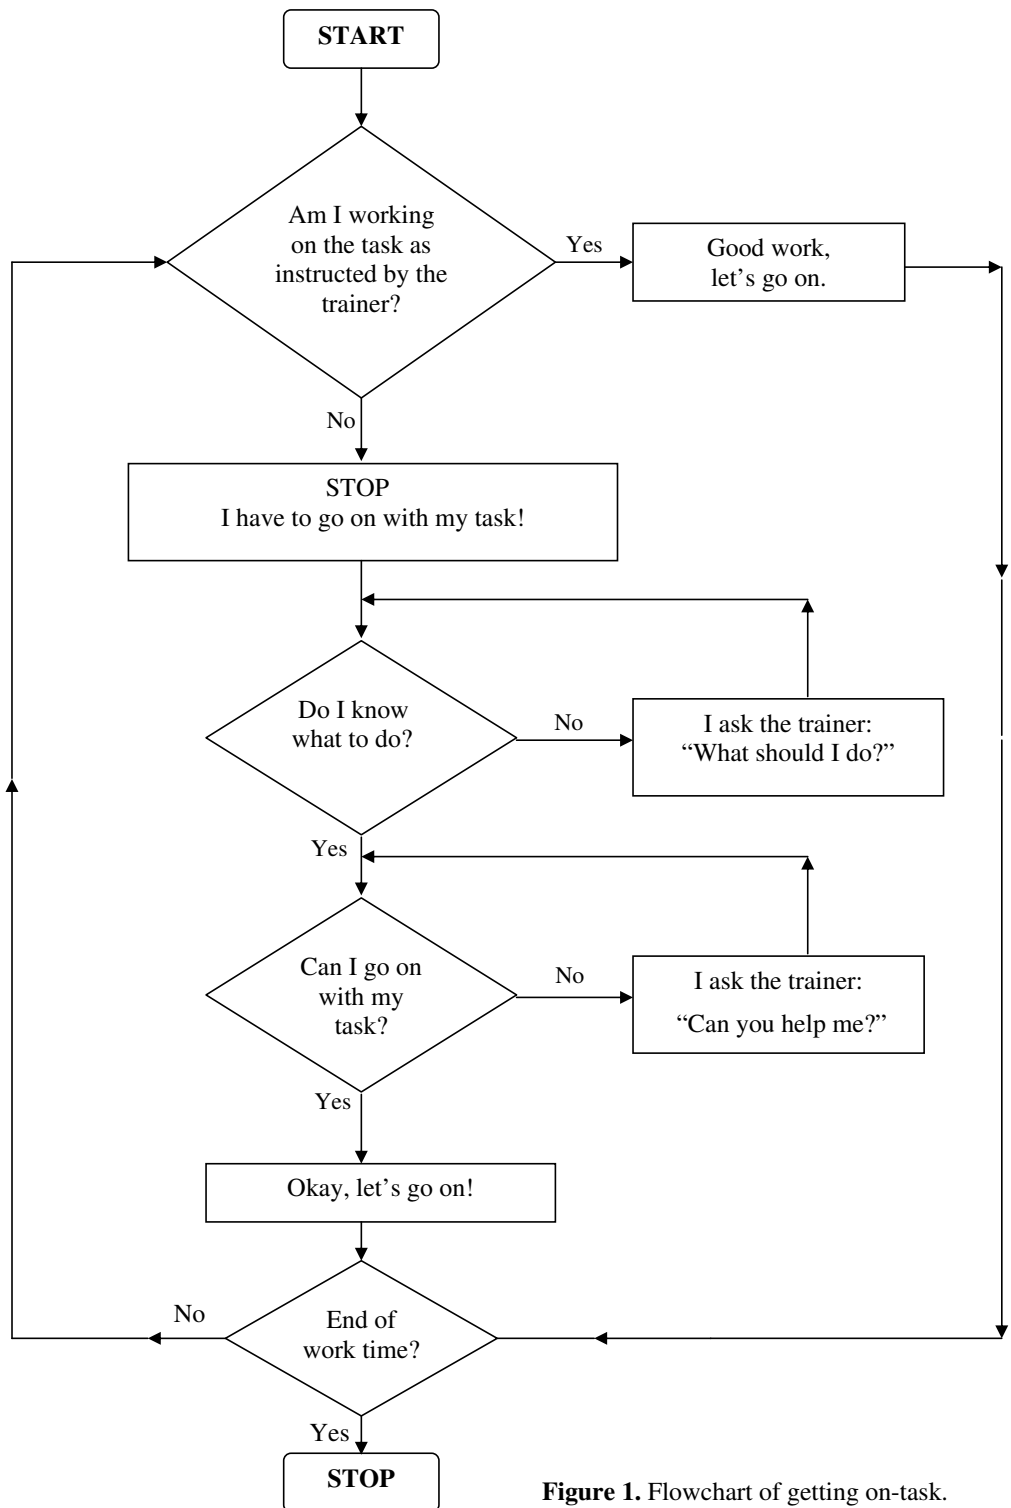 START
Am I working
on the task as
instructed by the
trainer?
Yes
Good work,
let's go on.
No
STOP
I have to go on with my task!
Do I know
what to do?
No
I ask the trainer:
“What should I do?”
Yes
Can I go on
with my
task?
No
I ask the trainer:
“Can you help me?”
Yes
Okay, let's go on!
No
End of
work time?
Yes
STOP
Figure 1. Flowchart of getting on-task.